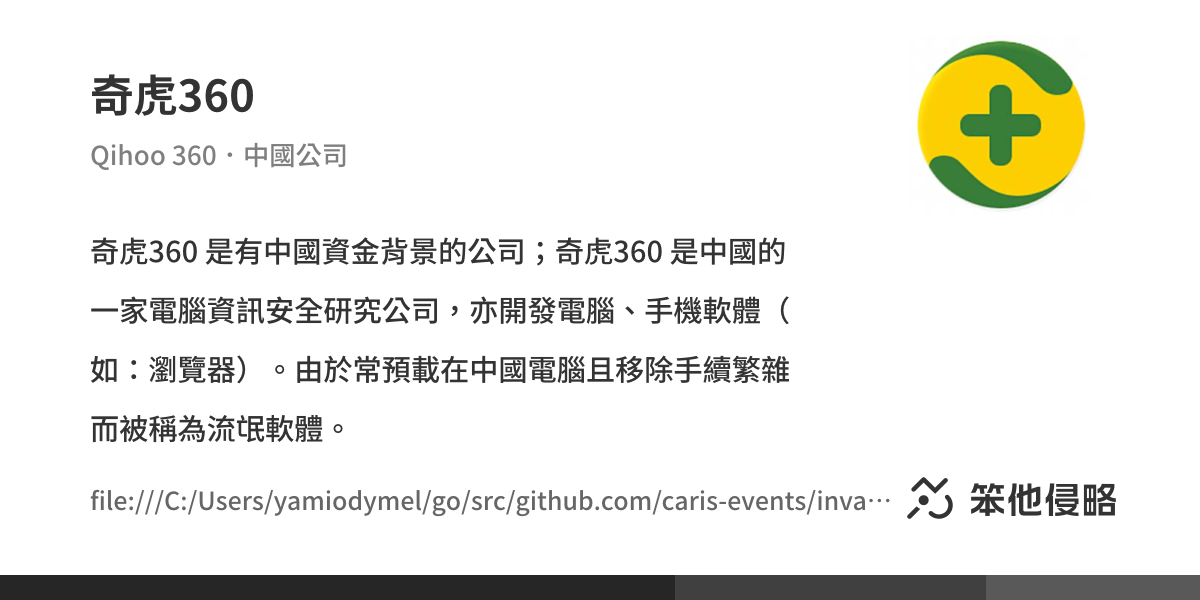 奇虎360
Qihoo 360・中國公司
奇虎360 是有中國資金背景的公司；奇虎360 是中國的
一家電腦資訊安全研究公司，亦開發電腦、手機軟體（
如：瀏覽器）。由於常預載在中國電腦且移除手續繁雜
而被稱為流氓軟體。
file:///C:/Users/yamiodymel/go/src/github.com/caris-events/inva…
笨他侵略